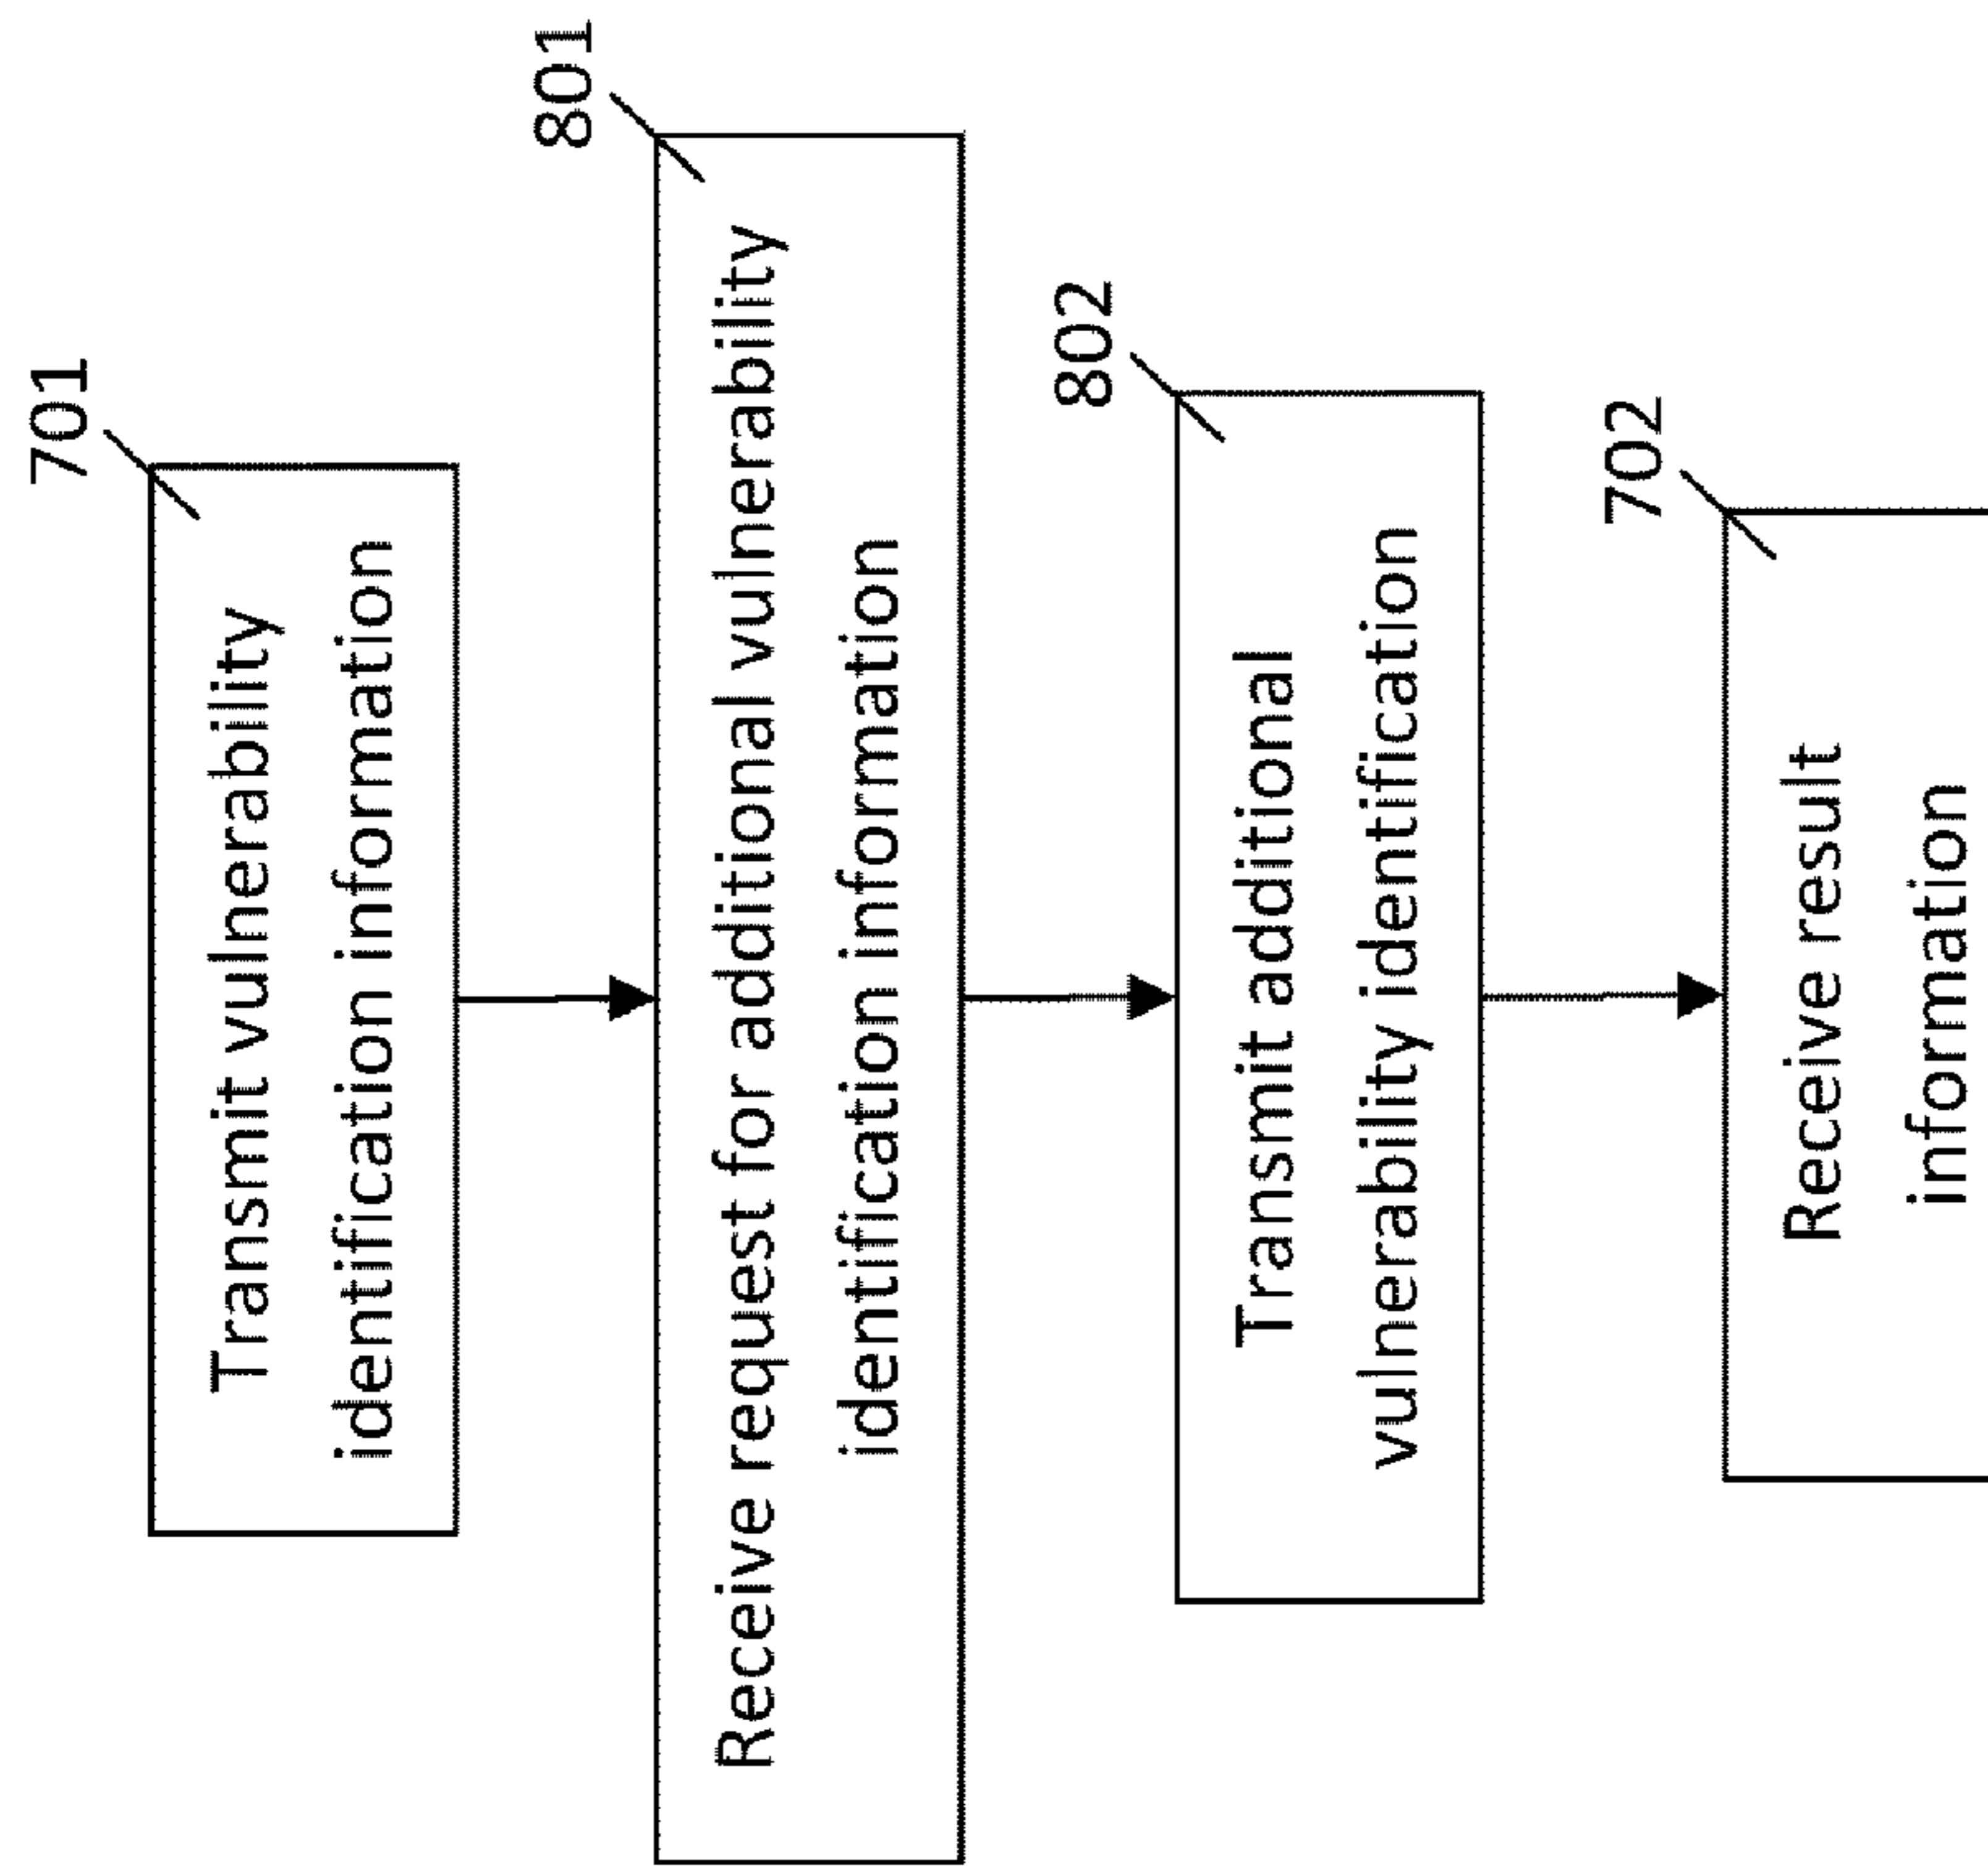 701
Transmit vulnerability
identification information
801
Receive request for additional vulnerability
identification information
802
Transmit additional
vulnerability identification
702
Receive result
information